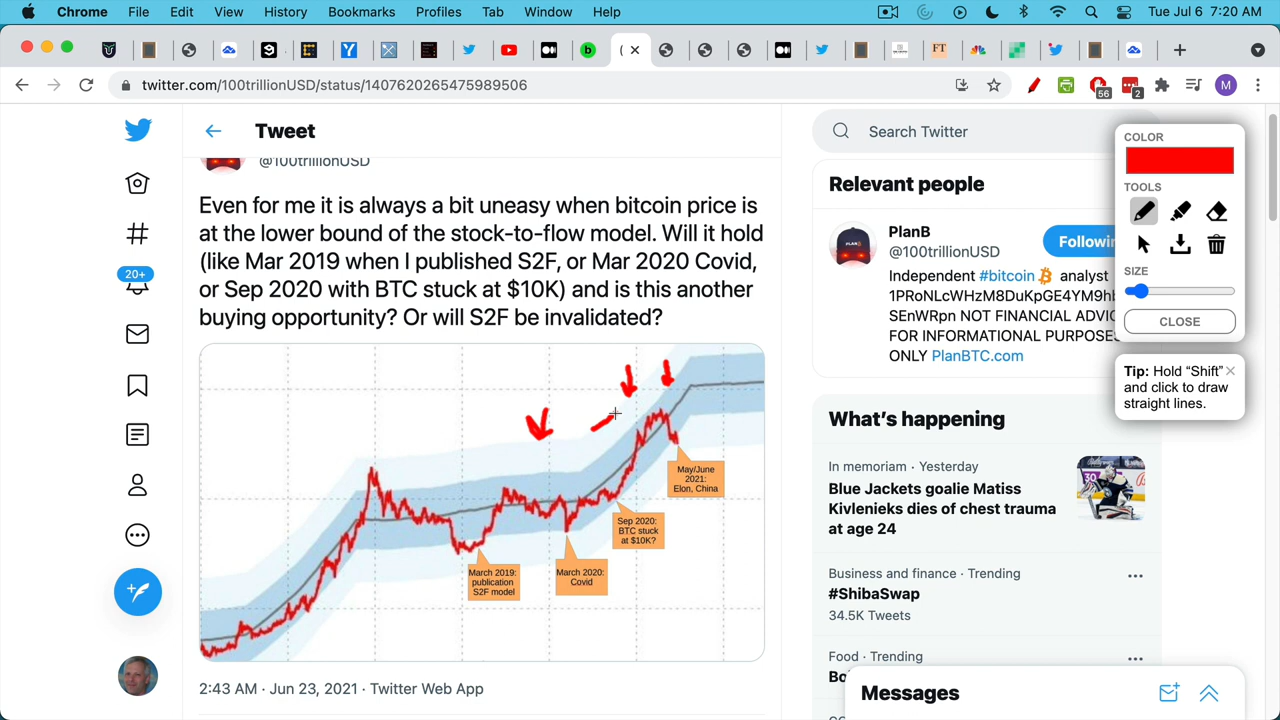 Chrome File Edit View History Bookmarks Profiles Tab Window Help Tue Jul 6 7:20 AM
twitter.com/100trillionUSD/status/1407620265475989506
56
2
M
Tweet
@100trillionUSD
Even for me it is always a bit uneasy when bitcoin price is
at the lower bound of the stock-to-flow model. Will it hold
(like Mar 2019 when I published S2F, or Mar 2020 Covid,
or Sep 2020 with BTC stuck at $10K) and is this another
buying opportunity? Or will S2F be invalidated?
March 2019:
publication
S2F model
March 2020:
Covid
Sep 2020:
BTC stuck
at $10K?
May/June
2021:
Elon, China
2:43 AM · Jun 23, 2021 · Twitter Web App
20+
Search Twitter
Relevant people
PLANB
PlanB
@100trillionUSD
Followin
Independent #bitcoin analyst
1PRoNLcWHzM8DuKpGE4YM9hb
SEnWRpn NOT FINANCIAL ADVIC
FOR INFORMATIONAL PURPOSES
ONLY PlanBTC.com
What's happening
In memoriam · Yesterday
Blue Jackets goalie Matiss
Kivlenieks dies of chest trauma
at age 24
Business and finance · Trending
#ShibaSwap
34.5K Tweets
Food · Trending
Messages
COLOR
TOOLS
SIZE
CLOSE
Tip: Hold "Shift"
and click to draw
straight lines.